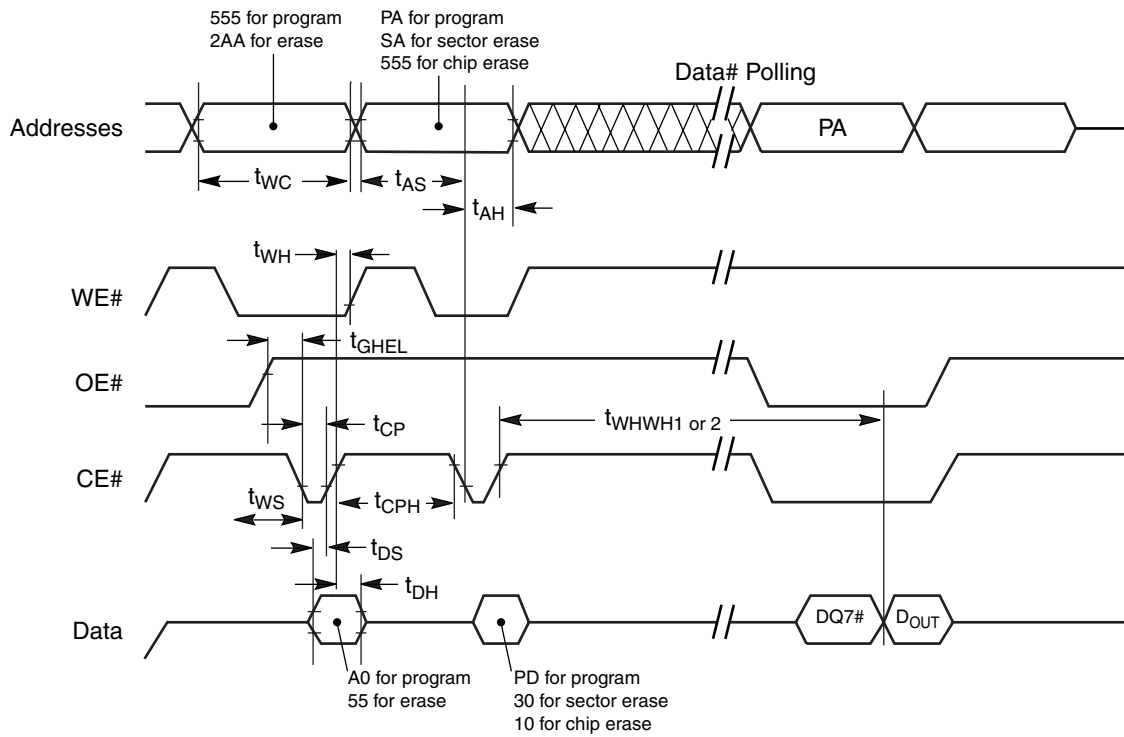 555 for program
2AA for erase
PA for program
SA for sector erase
555 for chip erase
Data# Polling
Addresses
PA
tWC
tAS
tAH
tWH
WE#
tGHEL
OE#
tWHWH1 or 2
tCP
CE#
tWS
tCPH
tDS
tDH
Data
DQ7#
DOUT
A0 for program
55 for erase
PD for program
30 for sector erase
10 for chip erase